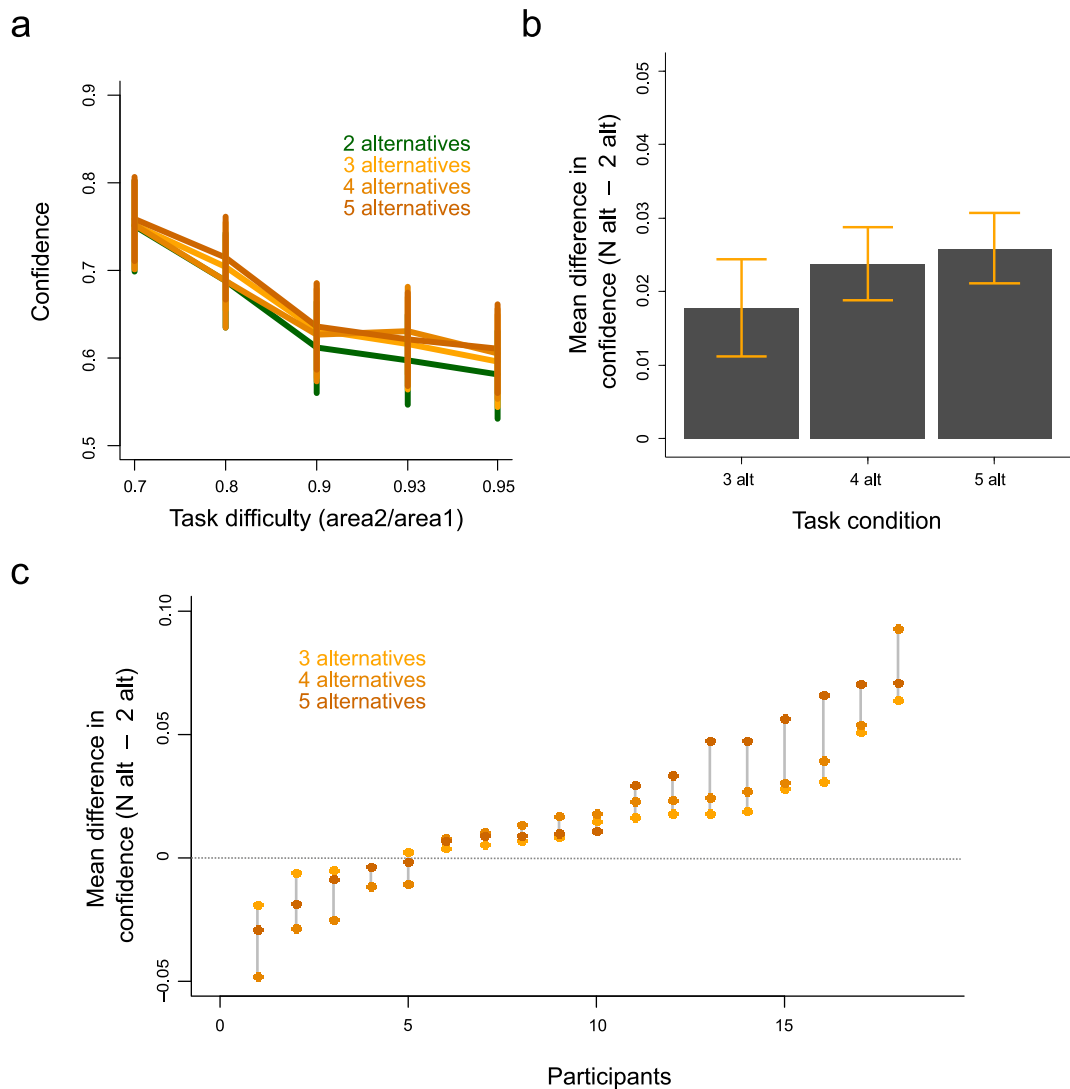 a
Confidence
0.9
0.8
0.7
0.6
0.5
2 alternatives
3 alternatives
4 alternatives
5 alternatives
0.7 0.8 0.9 0.93 0.95
Task difficulty (area2/area1)
b
Mean difference in
confidence (N alt − 2 alt)
0.05
0.04
0.03
0.02
0.01
0
3 alt 4 alt 5 alt
Task condition
c
Mean difference in
confidence (N alt − 2 alt)
0.10
0.05
0
−0.05
3 alternatives
4 alternatives
5 alternatives
0 5 10 15
Participants